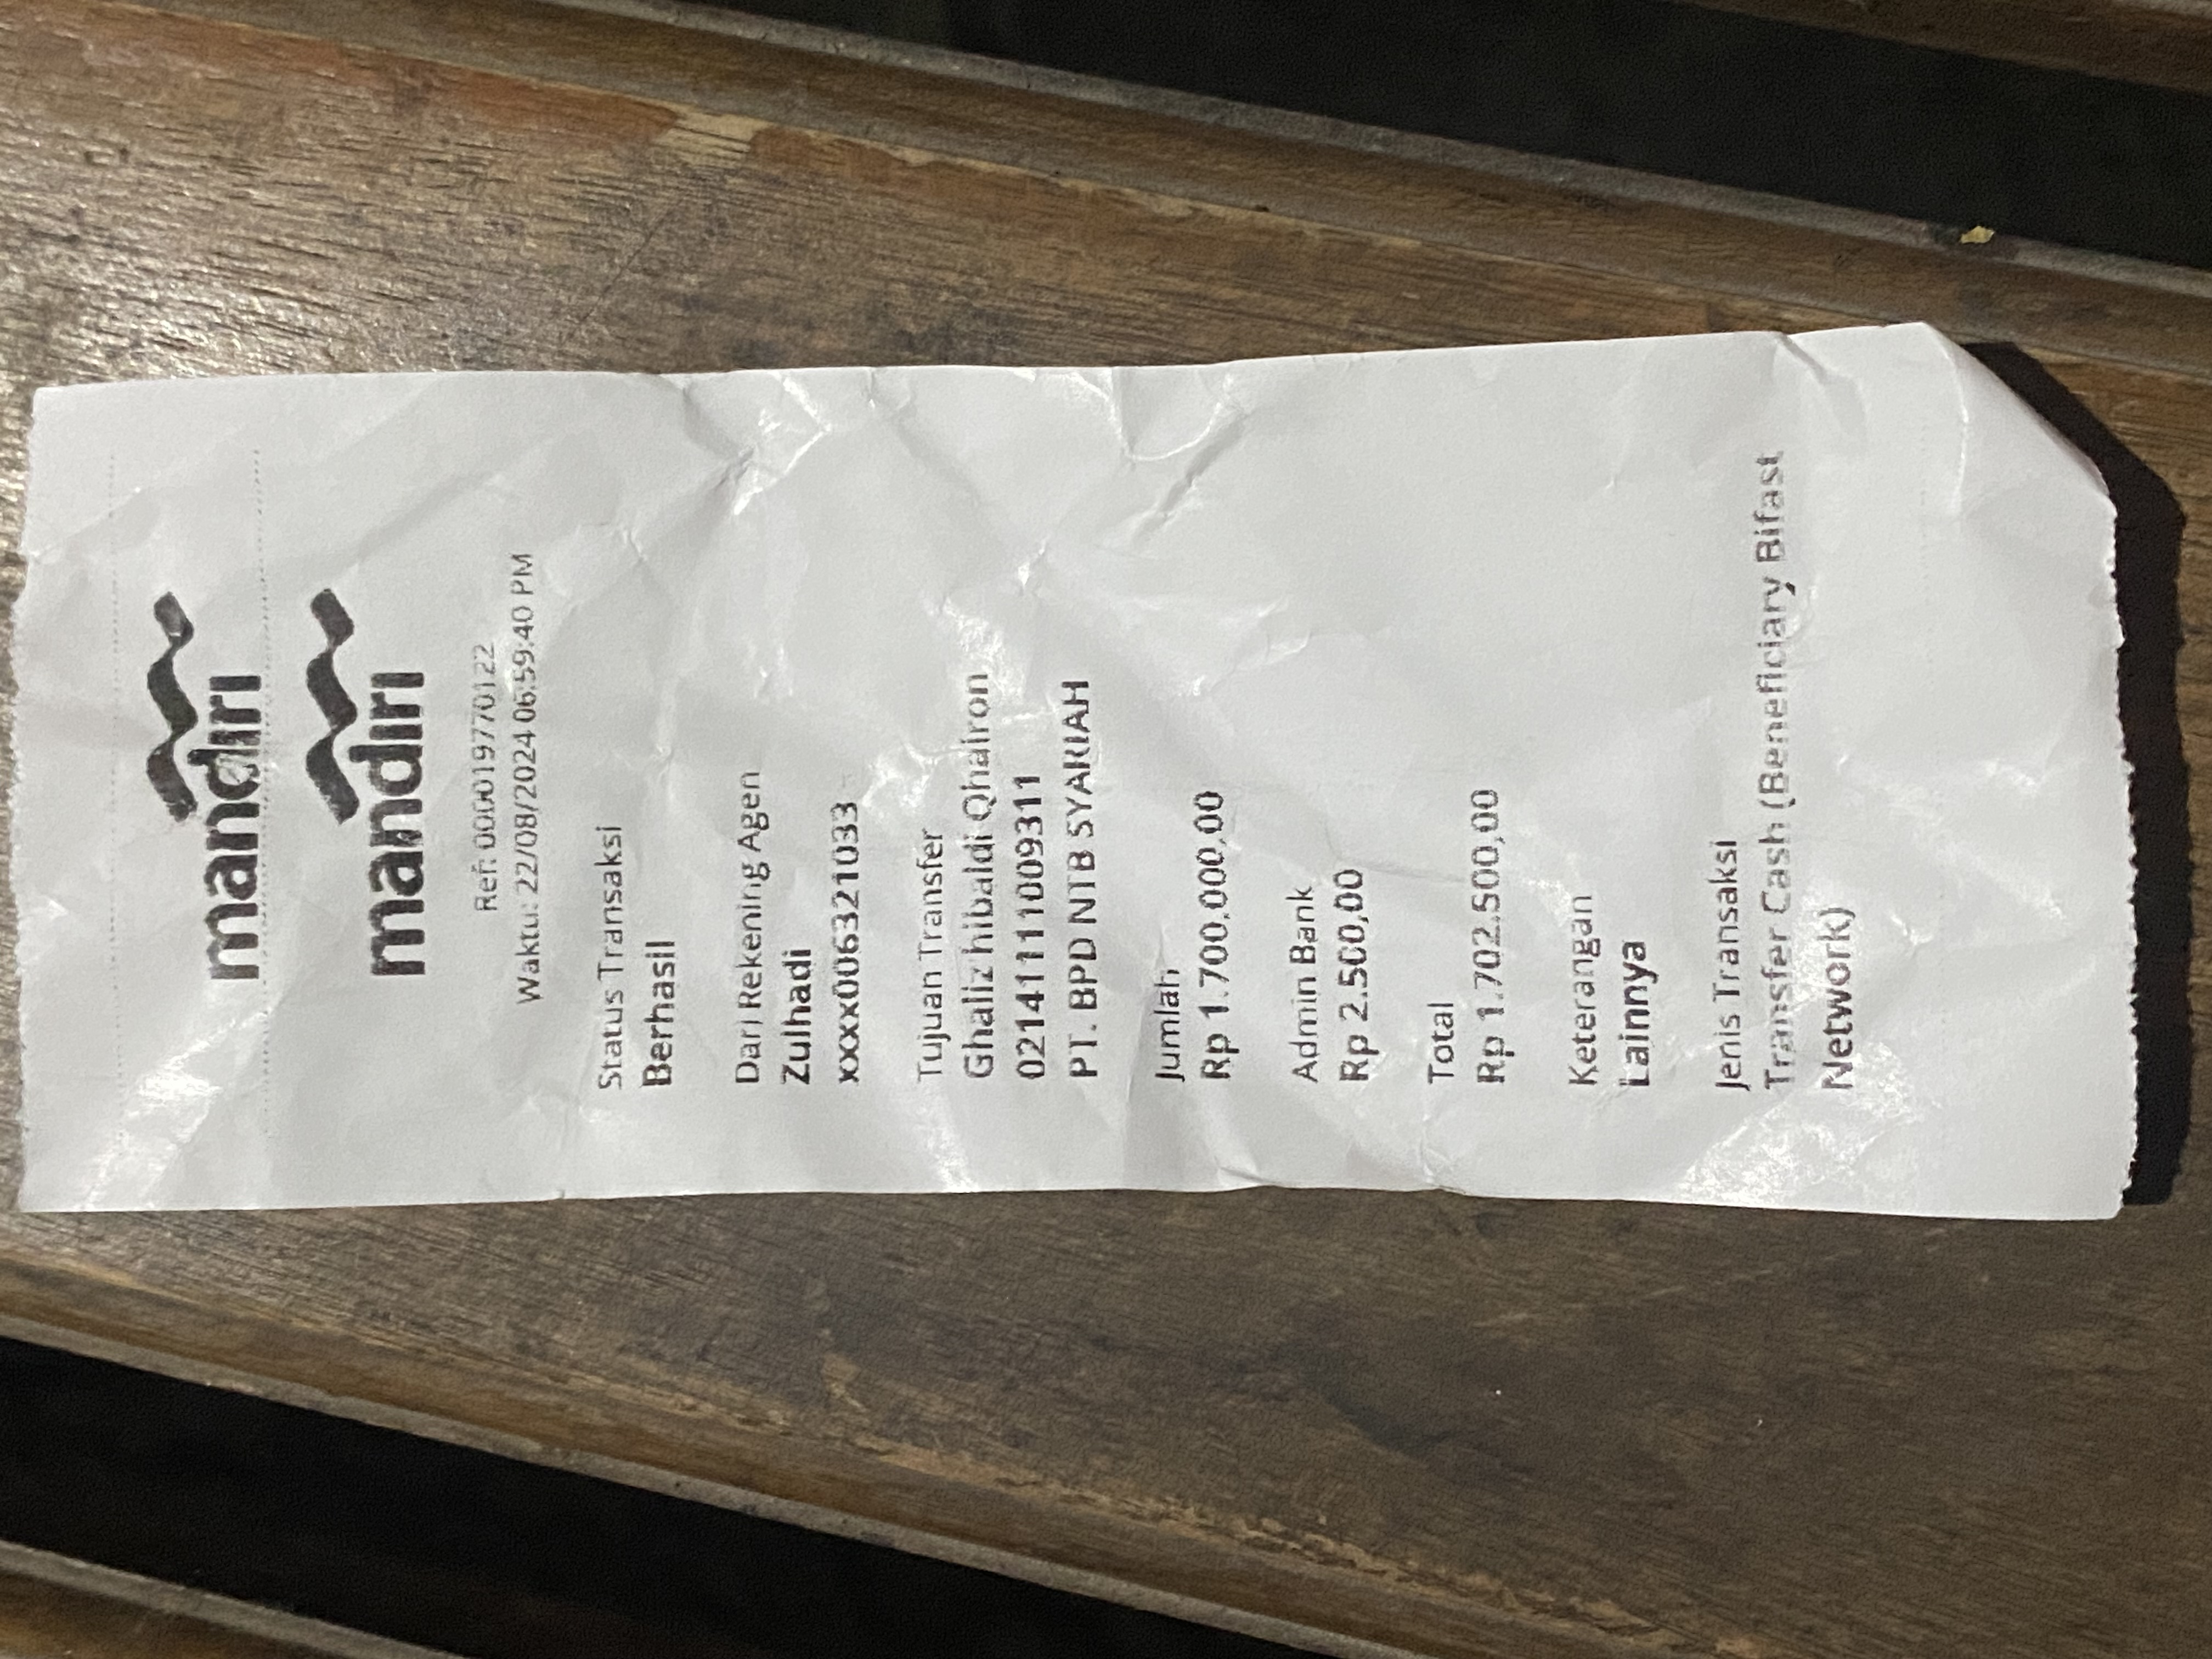 mandiri
mandiri
Ref: 000019770122
Waktu: 22/08/2024 06:59:40 PM
Status Transaksi
Berhasil
Dari Rekening Agen
Zulhadi
xxxxx006321033
Tujuan Transfer
Ghaliz hibaldi Qhairon
02141111009311
PT. BPD NTB SYARIAH
Jumlah
Rp 1.700.000,00
Admin Bank
Rp 2.500,00
Total
Rp 1.702.500,00
Keterangan
Lainnya
Jenis Transaksi
Transfer Cash (Beneficiary Bifast
Network)